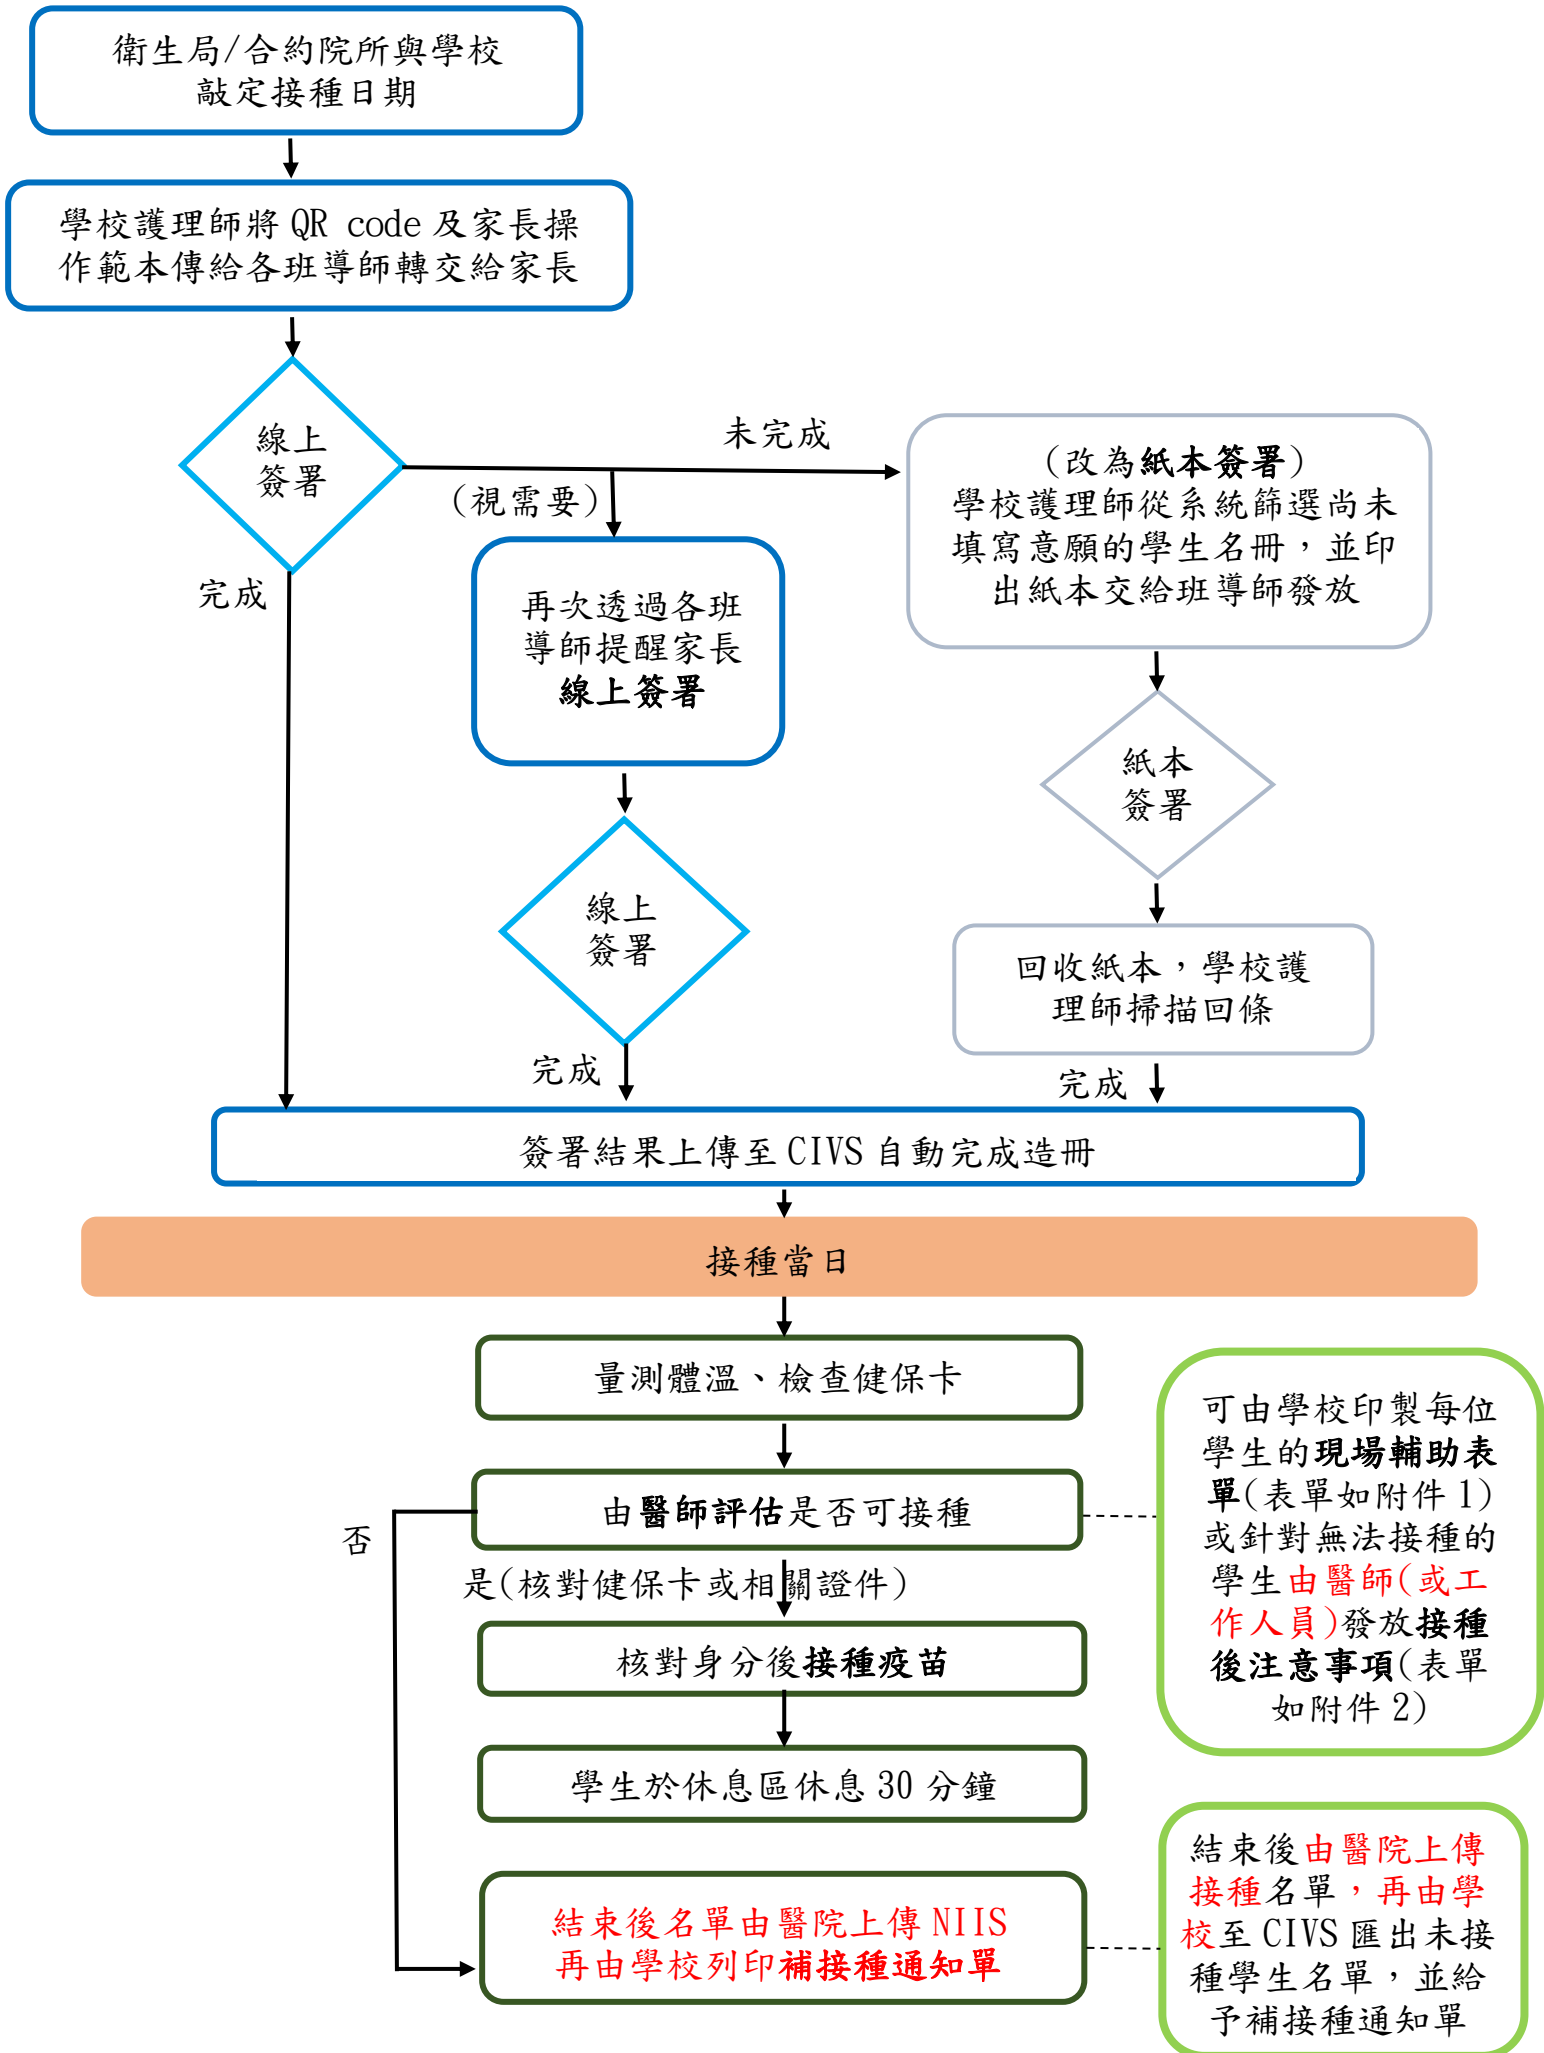 衛生局/合約院所與學校
敲定接種日期
學校護理師將 QR code 及家長操
作範本傳給各班導師轉交給家長
線上
簽署
未完成
(視需要)
完成
(改為紙本簽署)
學校護理師從系統篩選尚未
填寫意願的學生名冊，並印
出紙本交給班導師發放
再次透過各班
導師提醒家長
線上簽署
紙本
簽署
線上
簽署
回收紙本，學校護
理師掃描回條
完成
完成
簽署結果上傳至 CIVS 自動完成造冊
接種當日
量測體溫、檢查健保卡
由醫師評估是否可接種
否
是(核對健保卡或相關證件)
核對身分後接種疫苗
學生於休息區休息 30 分鐘
結束後名單由醫院上傳 NIIS
再由學校列印補接種通知單
可由學校印製每位
學生的現場輔助表
單(表單如附件 1)
或針對無法接種的
學生由醫師(或工
作人員)發放接種
後注意事項(表單
如附件 2)
結束後由醫院上傳
接種名單，再由學
校至 CIVS 匯出未接
種學生名單，並給
予補接種通知單